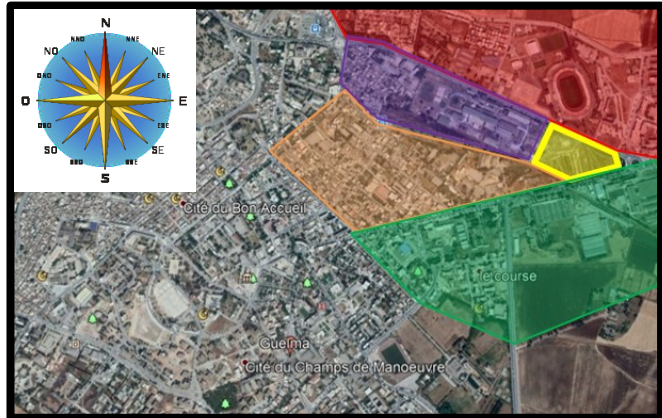 N
NNO
NNE
NO
NE
ONO
ENE
O
E
OSO
ESE
SO
SE
SSO
SSE
S
Cité du Bon Accueil
le course
Guelma
Cité du Champs de Manoeuvre